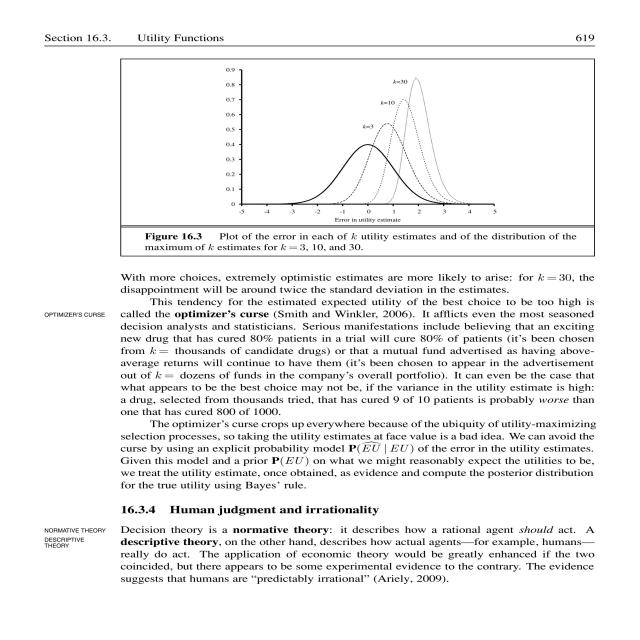 Section 16.3. Utility Functions 619
0.9
0.8
0.7
0.6
0.5
0.4
0.3
0.2
0.1
0
k=30
k=10
k=3
-5 -4 -3 -2 -1 0 1 2 3 4 5
Error in utility estimate
Figure 16.3 Plot of the error in each of k utility estimates and of the distribution of the
maximum of k estimates for k = 3, 10, and 30.
With more choices, extremely optimistic estimates are more likely to arise: for k = 30, the
disappointment will be around twice the standard deviation in the estimates.
This tendency for the estimated expected utility of the best choice to be too high is
OPTIMIZER'S CURSE called the optimizer's curse (Smith and Winkler, 2006). It afflicts even the most seasoned
decision analysts and statisticians. Serious manifestations include believing that an exciting
new drug that has cured 80% patients in a trial will cure 80% of patients (it's been chosen
from k = thousands of candidate drugs) or that a mutual fund advertised as having above-
average returns will continue to have them (it's been chosen to appear in the advertisement
out of k = dozens of funds in the company's overall portfolio). It can even be the case that
what appears to be the best choice may not be, if the variance in the utility estimate is high:
a drug, selected from thousands tried, that has cured 9 of 10 patients is probably worse than
one that has cured 800 of 1000.
The optimizer's curse crops up everywhere because of the ubiquity of utility-maximizing
selection processes, so taking the utility estimates at face value is a bad idea. We can avoid the
curse by using an explicit probability model P(ÊU | EU) of the error in the utility estimates.
Given this model and a prior P(EU) on what we might reasonably expect the utilities to be,
we treat the utility estimate, once obtained, as evidence and compute the posterior distribution
for the true utility using Bayes' rule.
16.3.4 Human judgment and irrationality
NORMATIVE THEORY Decision theory is a normative theory: it describes how a rational agent should act. A
DESCRIPTIVE
THEORY descriptive theory, on the other hand, describes how actual agents—for example, humans—
really do act. The application of economic theory would be greatly enhanced if the two
coincided, but there appears to be some experimental evidence to the contrary. The evidence
suggests that humans are “predictably irrational” (Ariely, 2009).